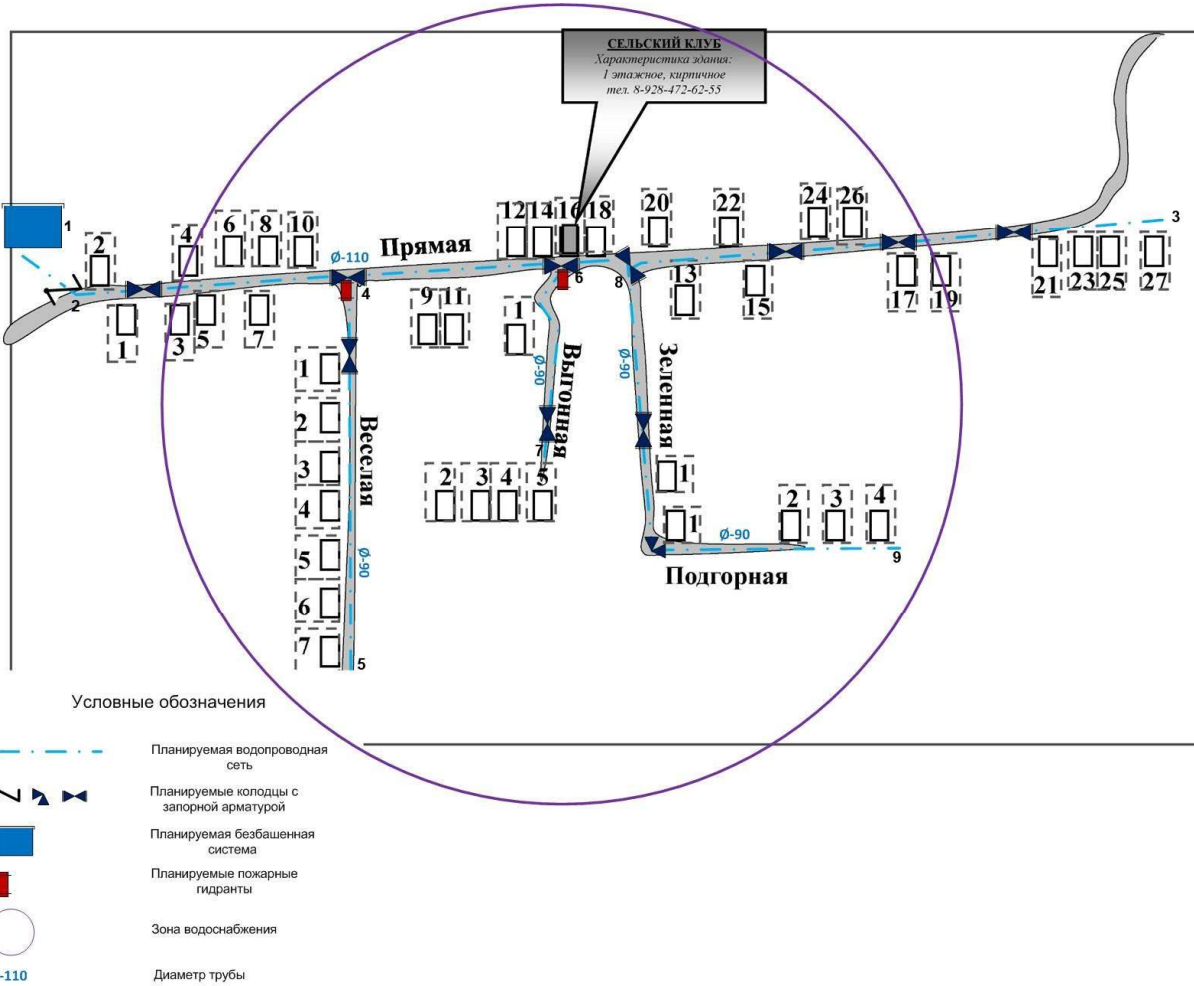 СЕЛЬСКИЙ КЛУБ
Характеристика здания:
1 этажное, кирпичное
тел. 8-928-472-62-55
12 14 16 18 20 22 24 26
2 4 6 8 10
1
3
Прямая
Ø-110
2
4
6
8
1 3 5 7
9 11
1
13 15
17 19
21 23 25 27
Веселая
1
2
3
4
5
6
7
Ø-90
5
Выгонная
Ø-90
7
2 3 4 5
Зеленная
Ø-90
1
1
2 3 4
Ø-90
9
Подгорная
Условные обозначения
Планируемая водопроводная
сеть
Планируемые колодцы с
запорной арматурой
Планируемая безбашенная
система
Планируемые пожарные
гидранты
Зона водоснабжения
-110
Диаметр трубы